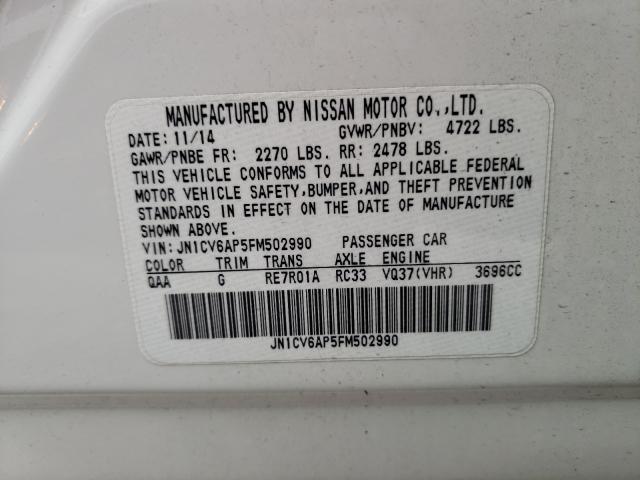 MANUFACTURED BY NISSAN MOTOR CO.,LTD.
DATE: 11/14 GVWR/PNBV: 4722 LBS.
GAWR/PNBE FR: 2270 LBS. RR: 2478 LBS.
THIS VEHICLE CONFORMS TO ALL APPLICABLE FEDERAL
MOTOR VEHICLE SAFETY,BUMPER,AND THEFT PREVENTION
STANDARDS IN EFFECT ON THE DATE OF MANUFACTURE
SHOWN ABOVE.
VIN: JN1CV6AP5FM502990 PASSENGER CAR
COLOR TRIM TRANS AXLE ENGINE
QAA G RE7R01A RC33 VQ37(VHR) 3696CC
JN1CV6AP5FM502990